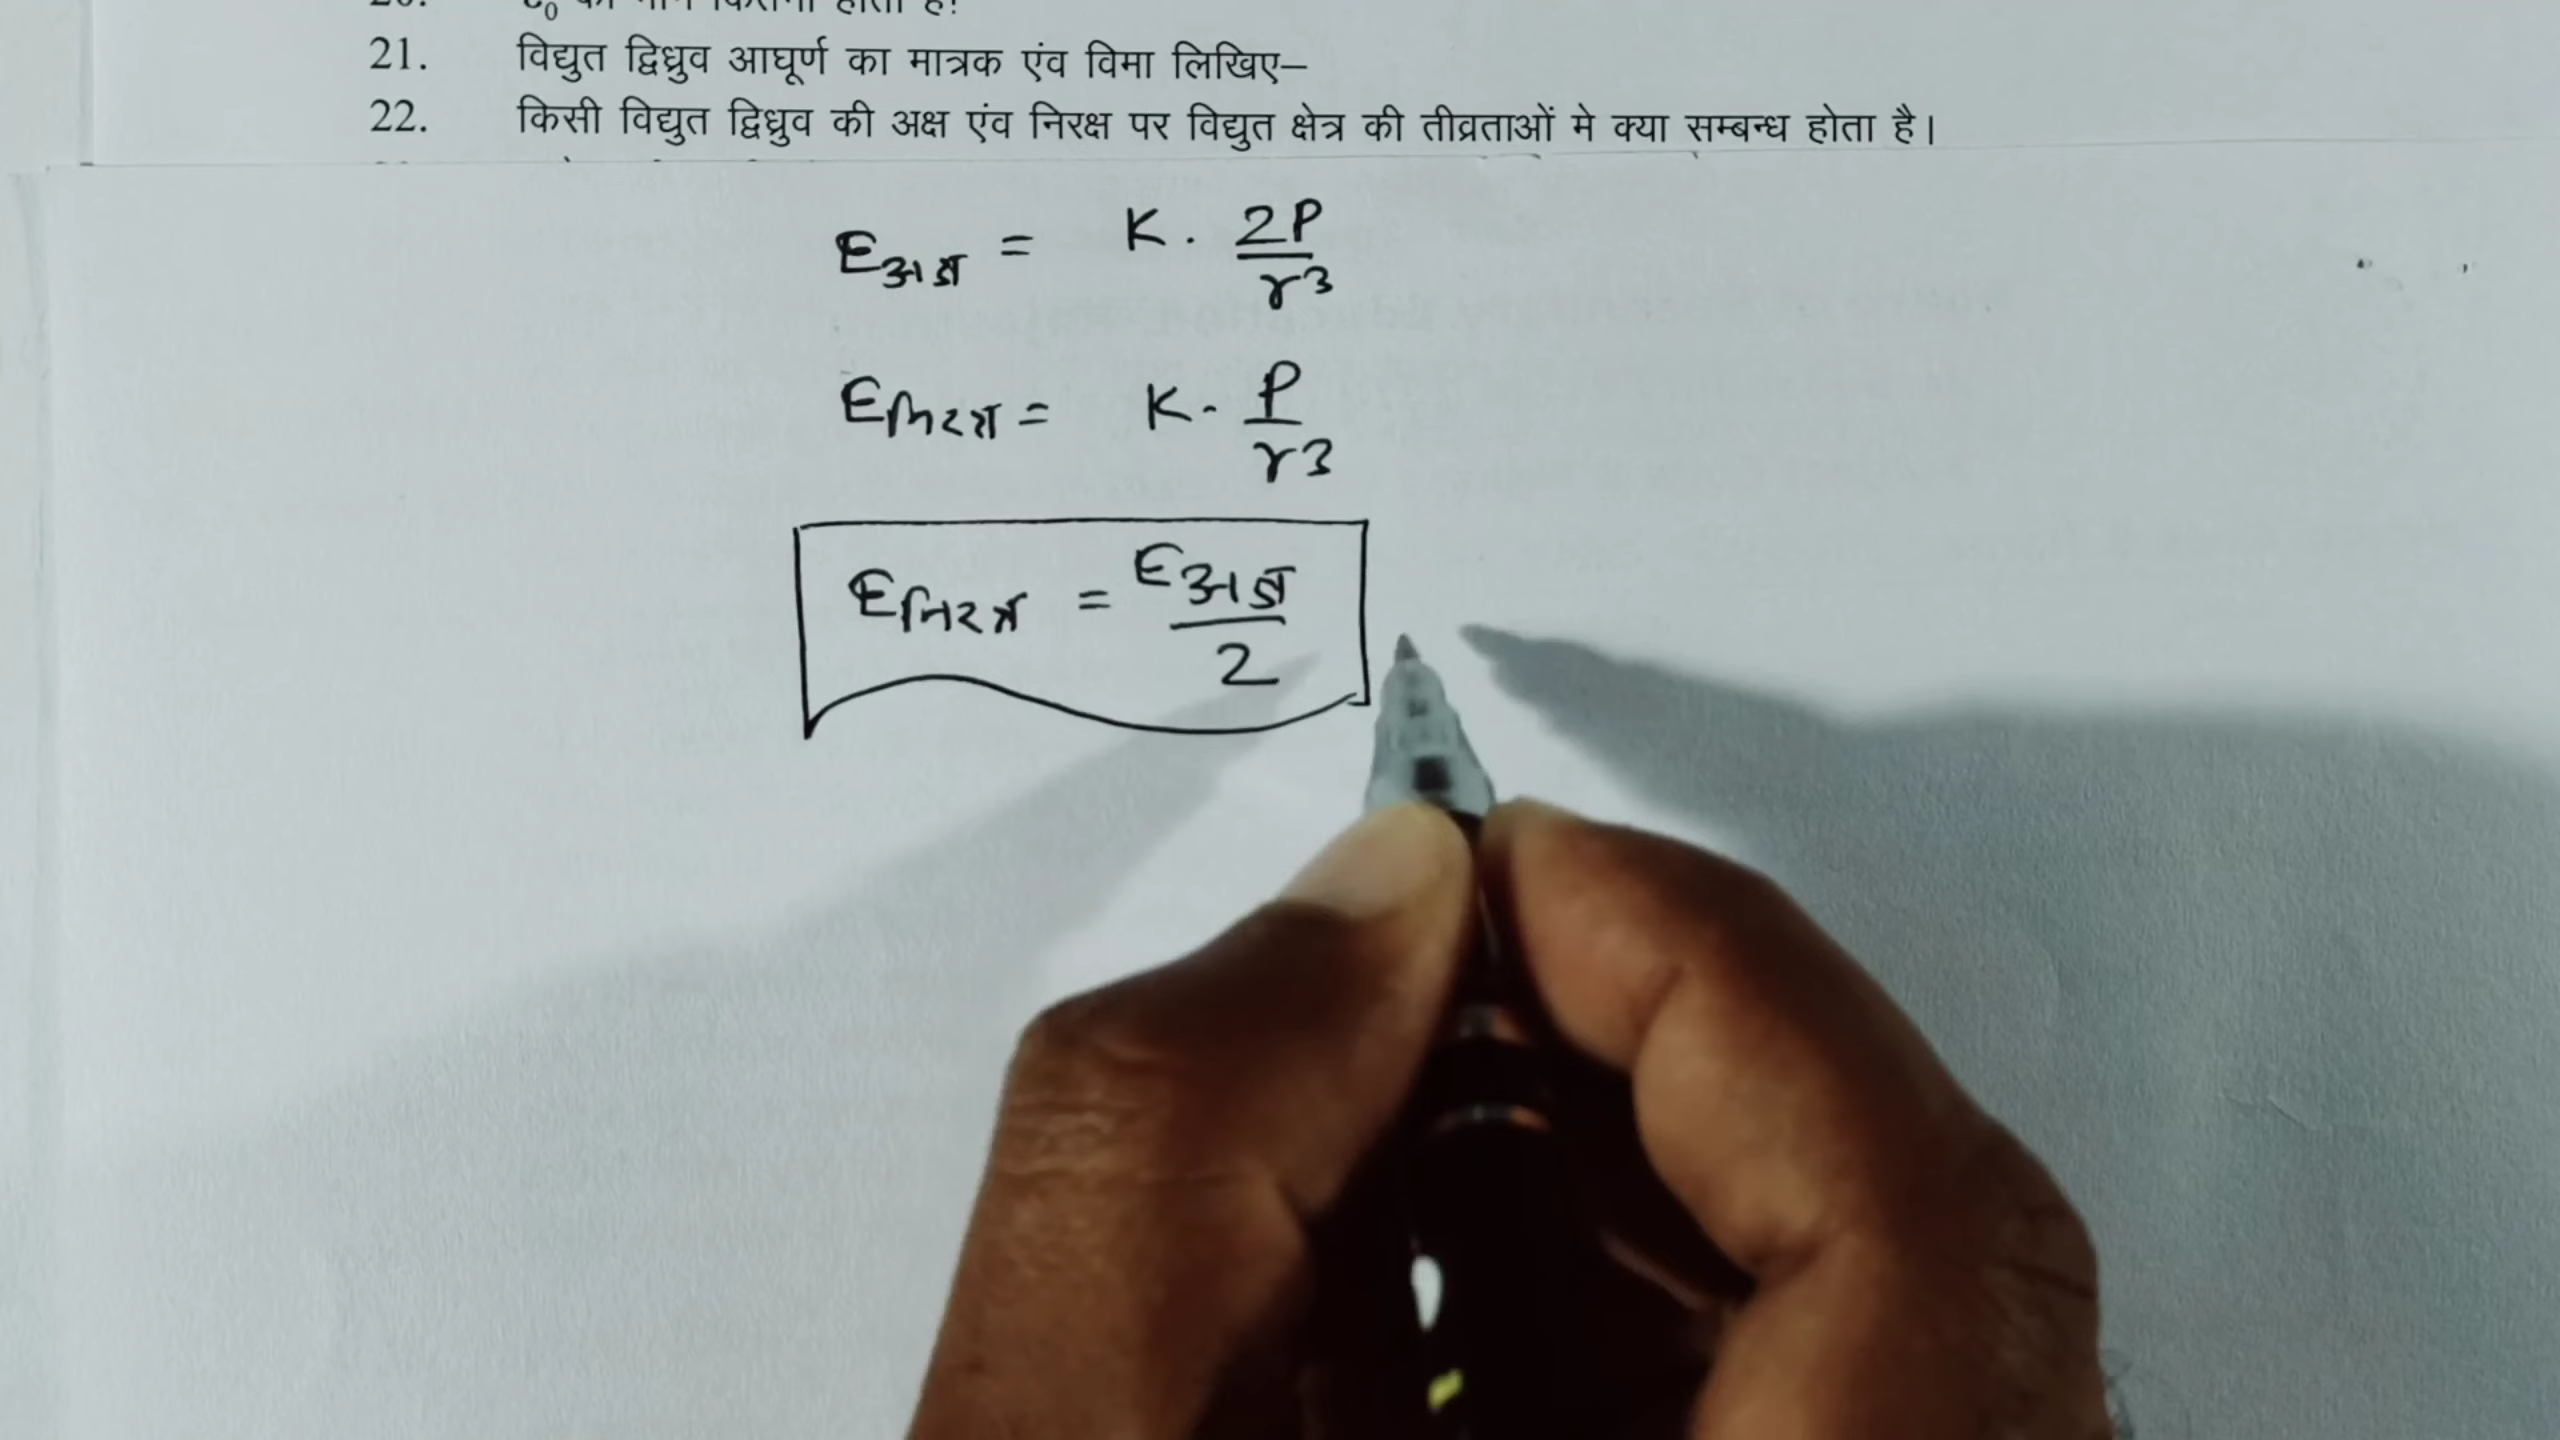 21. विद्युत द्विध्रुव आघूर्ण का मात्रक एंव विमा लिखिए–
22. किसी विद्युत द्विध्रुव की अक्ष एंव निरक्ष पर विद्युत क्षेत्र की तीव्रताओं मे क्या सम्बन्ध होता है।
E अक्ष = K . 2P / r³
E निरक्ष = K . P / r³
E निरक्ष = E अक्ष / 2